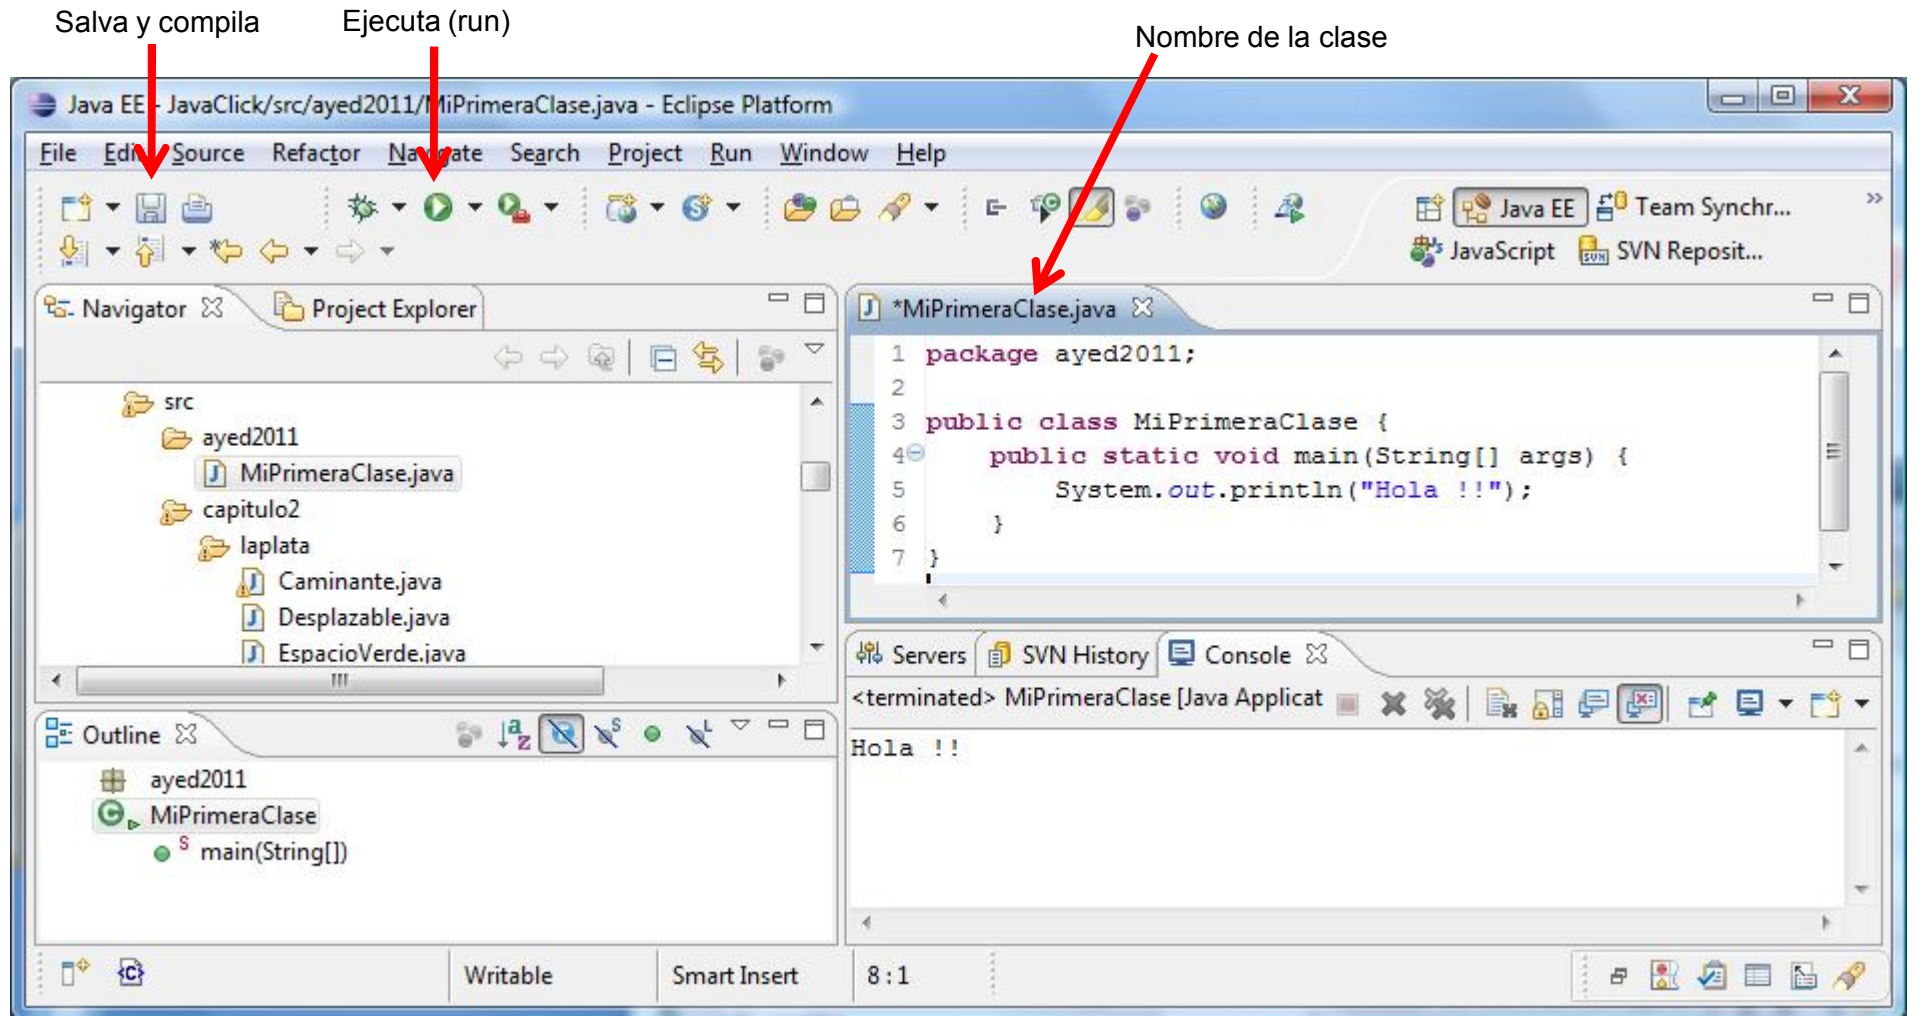 Salva y compila
Ejecuta (run)
Nombre de la clase
Java EE - JavaClick/src/ayed2011/MiPrimeraClase.java - Eclipse Platform
File Edit Source Refactor Navigate Search Project Run Window Help
Java EE Team Synchr...
JavaScript SVN Reposit...
Navigator Project Explorer
src
ayed2011
MiPrimeraClase.java
capitulo2
laplata
Caminante.java
Desplazable.java
EspacioVerde.java
*MiPrimeraClase.java
1 package ayed2011;
2
3 public class MiPrimeraClase {
4 public static void main(String[] args) {
5 System.out.println("Hola !!");
6 }
7 }
Servers SVN History Console
<terminated> MiPrimeraClase [Java Applicat
Hola !!
Outline
ayed2011
MiPrimeraClase
main(String[])
Writable Smart Insert 8 : 1